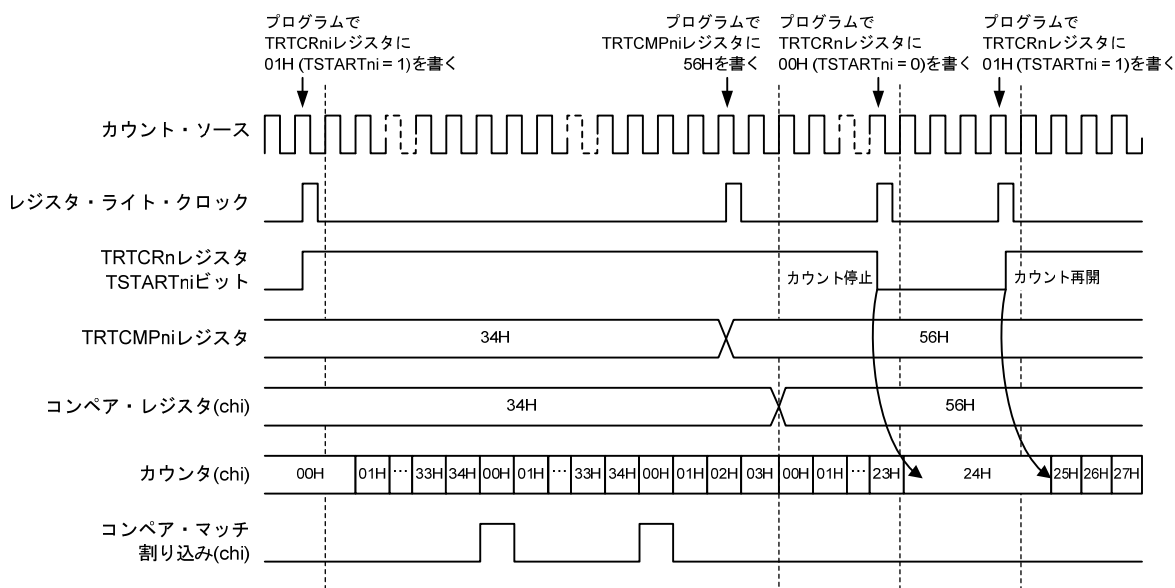 プログラムで
TRTCRniレジスタに
01H (TSTARTni = 1)を書く
プログラムで
TRTCMPniレジスタに
56Hを書く
プログラムで
TRTCRnレジスタに
00H (TSTARTni = 0)を書く
プログラムで
TRTCRnレジスタに
01H (TSTARTni = 1)を書く
カウント・ソース
レジスタ・ライト・クロック
TRTCRnレジスタ
TSTARTniビット
カウント停止
カウント再開
TRTCMPniレジスタ
34H
56H
コンペア・レジスタ(chi)
34H
56H
カウンタ(chi)
00H 01H … 33H 34H 00H 01H … 33H 34H 00H 01H 02H 03H 00H 01H … 23H 24H 25H 26H 27H
コンペア・マッチ
割り込み(chi)